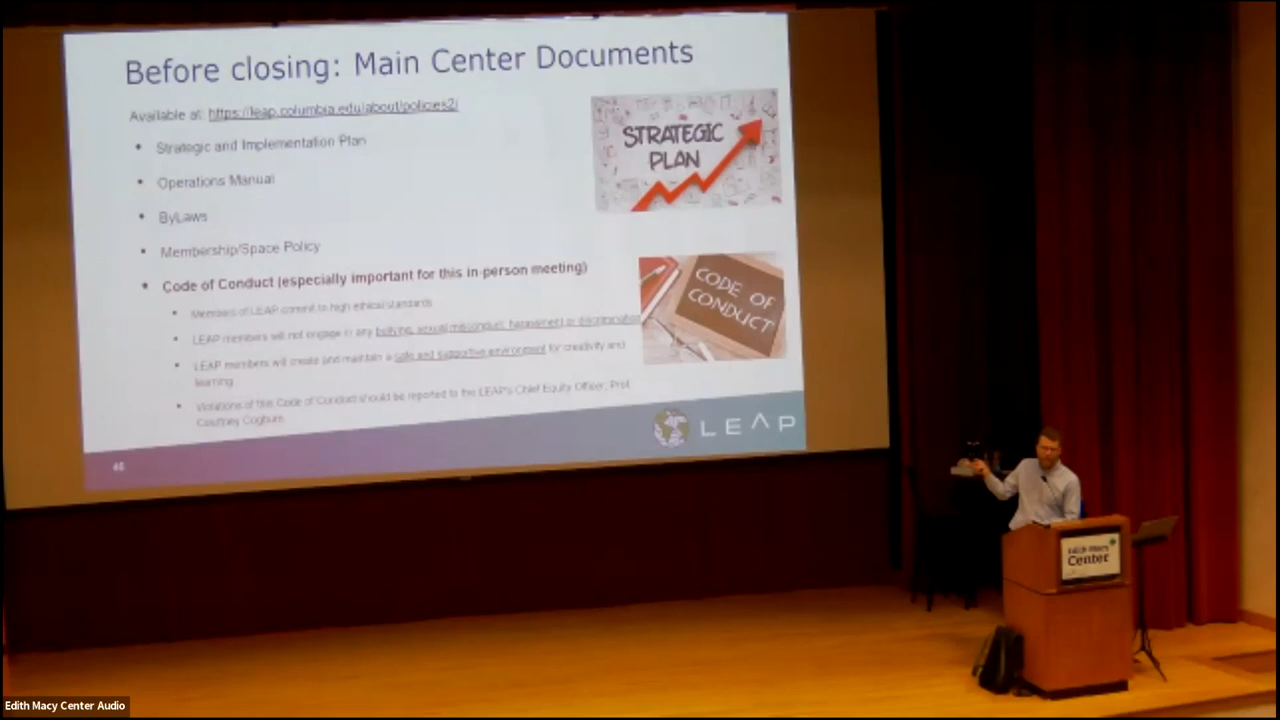 Before closing: Main Center Documents
Available at: https://leap.columbia.edu/about/policies2/
• Strategic and Implementation Plan
• Operations Manual
• ByLaws
• Membership/Space Policy
• Code of Conduct (especially important for this in-person meeting)
• Members of LEAP commit to high ethical standards
• LEAP members will not engage in any bullying, sexual misconduct, harassment or discrimination
• LEAP members will create and maintain a safe and supportive environment for creativity and
learning
• Violations of this Code of Conduct should be reported to the LEAP's Chief Equity Officer, Prof.
Courtney Cogburn
STRATEGIC
PLAN
CODE OF
CONDUCT
46
LEAP
Edith Macy
Center
Edith Macy Center Audio